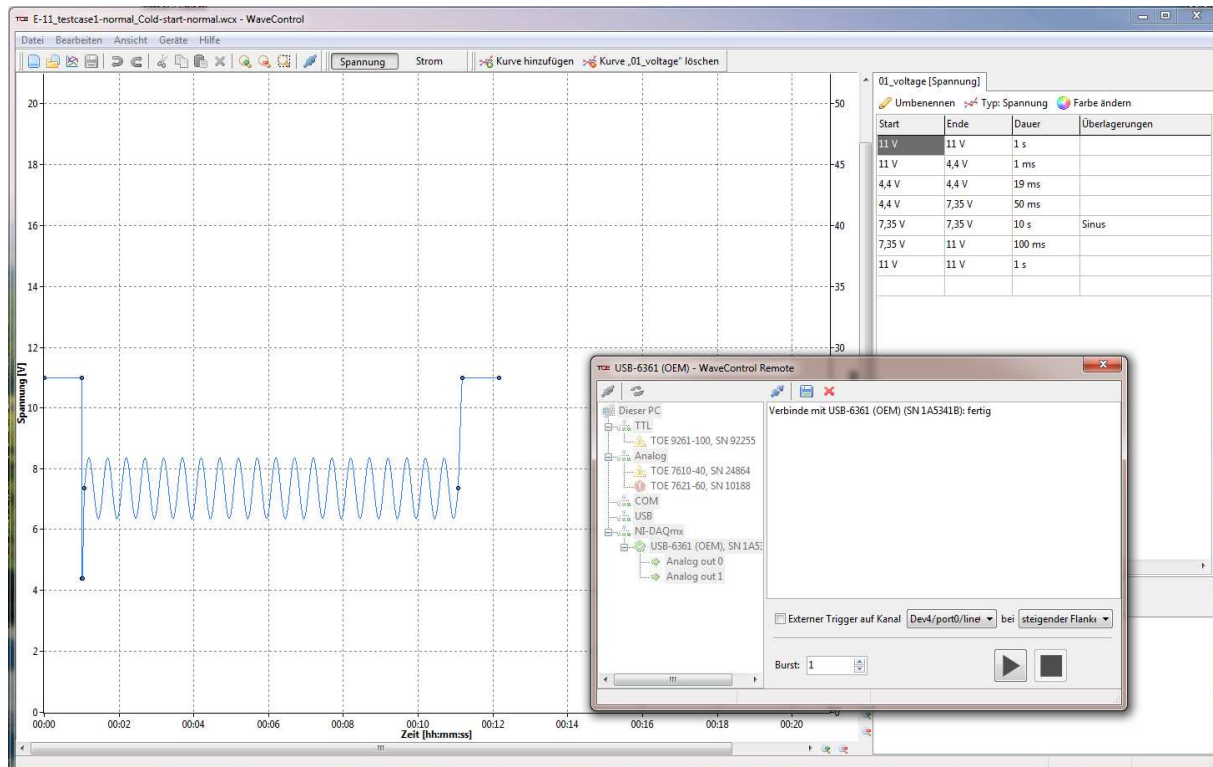 TOE E-11_testcase1-normal_Cold-start-normal.wcx - WaveControl
Datei Bearbeiten Ansicht Geräte Hilfe
Spannung Strom Kurve hinzufügen Kurve „01_voltage" löschen
01_voltage [Spannung]
Umbenennen Typ: Spannung Farbe ändern
Start Ende Dauer Überlagerungen
11 V 11 V 1 s
11 V 4,4 V 1 ms
4,4 V 4,4 V 19 ms
4,4 V 7,35 V 50 ms
7,35 V 7,35 V 10 s Sinus
7,35 V 11 V 100 ms
11 V 11 V 1 s
Spannung [V]
20
18
16
14
12
10
8
6
4
2
0
50
45
40
35
30
00:00 00:02 00:04 00:06 00:08 00:10 00:12 00:14 00:16 00:18 00:20
Zeit [hh:mm:ss]
TOE USB-6361 (OEM) - WaveControl Remote
Dieser PC
TTL
TOE 9261-100, SN 92255
Analog
TOE 7610-40, SN 24864
TOE 7621-60, SN 10188
COM
USB
NI-DAQmx
USB-6361 (OEM), SN 1A53
Analog out 0
Analog out 1
Verbinde mit USB-6361 (OEM) (SN 1A5341B): fertig
Externer Trigger auf Kanal Dev4/port0/line bei steigender Flanke
Burst: 1